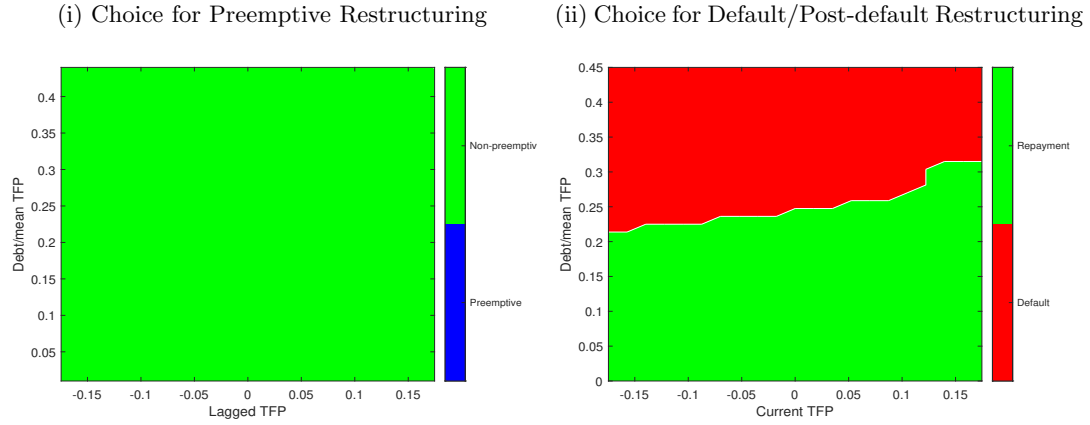 (i) Choice for Preemptive Restructuring
(ii) Choice for Default/Post-default Restructuring
Debt/mean TFP
0.4
0.35
0.3
0.25
0.2
0.15
0.1
0.05
-0.15 -0.1 -0.05 0 0.05 0.1 0.15
Lagged TFP
Non-preemptiv
Preemptive
Debt/mean TFP
0.45
0.4
0.35
0.3
0.25
0.2
0.15
0.1
0.05
0
-0.15 -0.1 -0.05 0 0.05 0.1 0.15
Current TFP
Repayment
Default